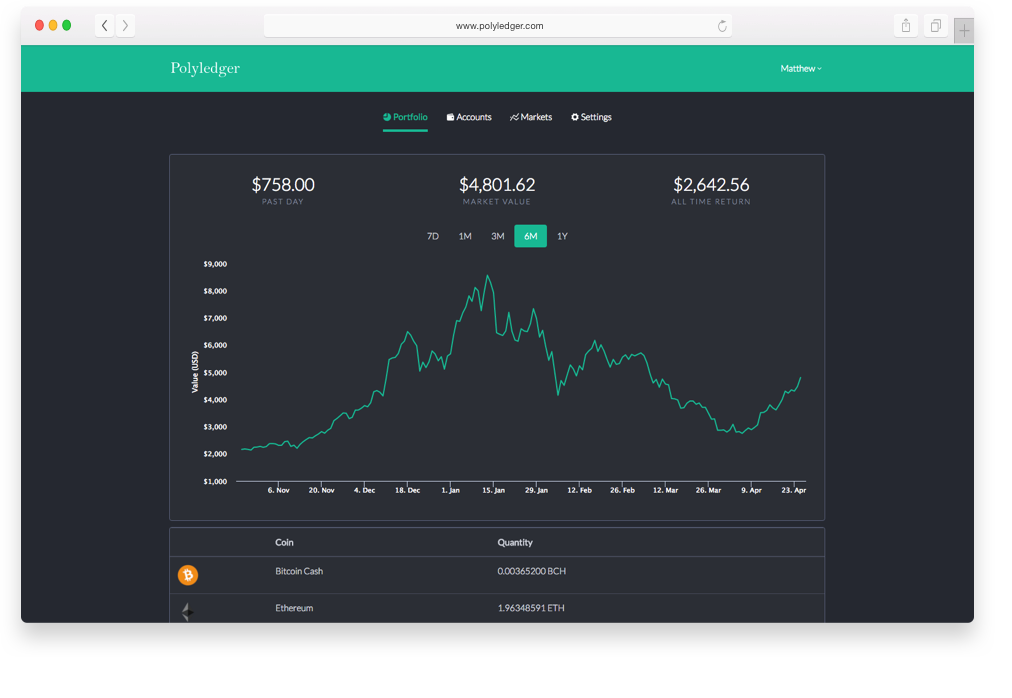 www.polyledger.com
Polyledger
Matthew
Portfolio Accounts Markets Settings
$758.00 $4,801.62 $2,642.56
PAST DAY MARKET VALUE ALL TIME RETURN
7D 1M 3M 6M 1Y
$9,000
$8,000
$7,000
$6,000
$5,000
$4,000
$3,000
$2,000
$1,000
Value (USD)
6. Nov 20. Nov 4. Dec 18. Dec 1. Jan 15. Jan 29. Jan 12. Feb 26. Feb 12. Mar 26. Mar 9. Apr 23. Apr
Coin Quantity
Bitcoin Cash 0.00365200 BCH
Ethereum 1.96348591 ETH